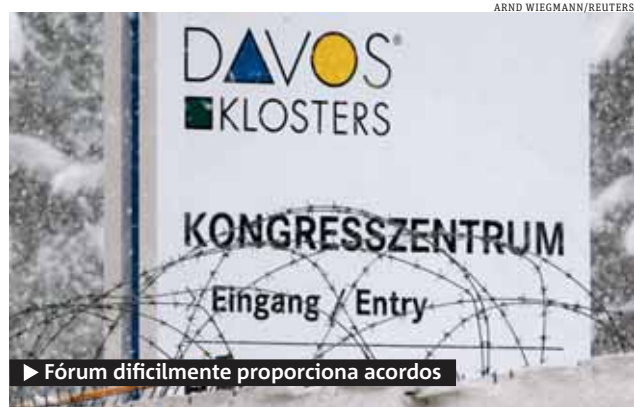 ARND WIEGMANN/REUTERS
DAVOS®
KLOSTERS
KONGRESSZENTRUM
Eingang / Entry
▶ Fórum dificilmente proporciona acordos